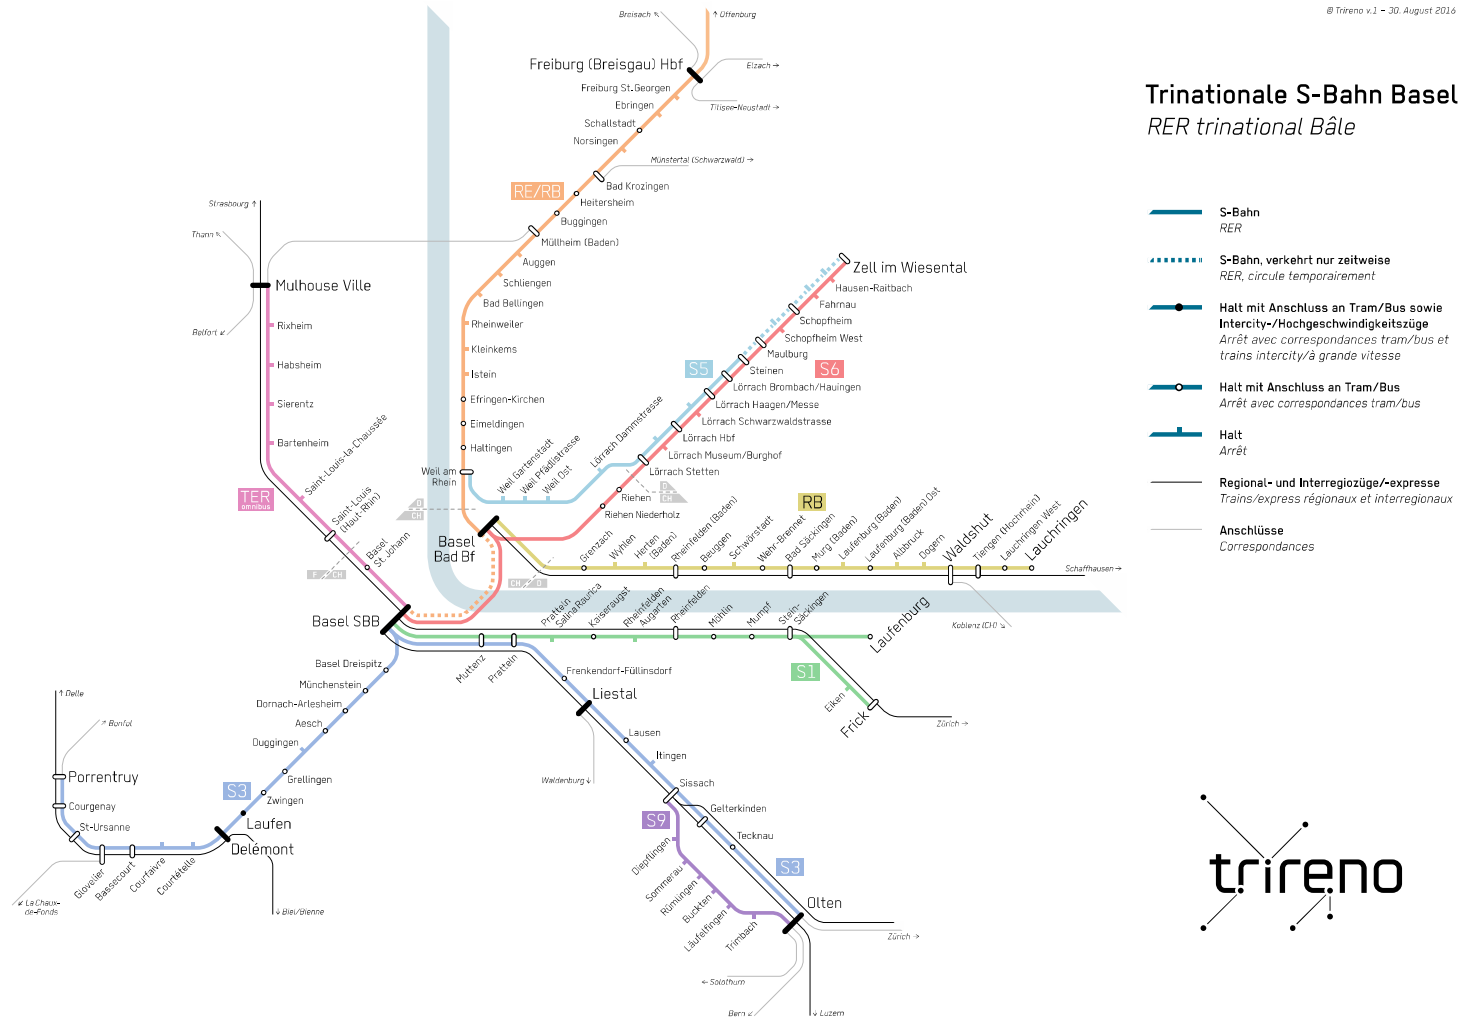 @ Trireno v.1 – 30. August 2016
Trinationale S-Bahn Basel
RER trinational Bâle
S-Bahn
RER
S-Bahn, verkehrt nur zeitweise
RER, circule temporairement
Halt mit Anschluss an Tram/Bus sowie
Intercity-/Hochgeschwindigkeitszüge
Arrêt avec correspondances tram/bus et
trains intercity/à grande vitesse
Halt mit Anschluss an Tram/Bus
Arrêt avec correspondances tram/bus
Halt
Arrêt
Regional- und Interregiozüge/-expresse
Trains/express régionaux et interregionaux
Anschlüsse
Correspondances
Breisach ↖
↑ Offenburg
Freiburg (Breisgau) Hbf
Elzach →
Titisee-Neustadt →
Freiburg St.Georgen
Ebringen
Schallstadt
Norsingen
Münstertal (Schwarzwald) →
Bad Krozingen
RE/RB
Heitersheim
Buggingen
Müllheim (Baden)
Auggen
Schliengen
Bad Bellingen
Rheinweiler
Kleinkems
Istein
Efringen-Kirchen
Eimeldingen
Haltingen
Weil am
Rhein
Strasbourg ↑
Thann ↖
Mulhouse Ville
Belfort ↙
Rixheim
Habsheim
Sierentz
Bartenheim
Saint-Louis-la-Chaussée
TER
omnibus
Saint-Louis
(Haut-Rhin)
Basel
St.Johann
F
CH
Zell im Wiesental
Hausen-Raitbach
Fahrnau
Schopfheim
Schopfheim West
Maulburg
Steinen
S5
S6
Lörrach Brombach/Hauingen
Lörrach Haagen/Messe
Lörrach Schwarzwaldstrasse
Lörrach Hbf
Lörrach Museum/Burghof
Lörrach Stetten
Lörrach Dammstrasse
Weil Gartenstadt
Weil Pfädlistrasse
Weil Ost
Riehen
Riehen Niederholz
D
CH
D
CH
Basel
Bad Bf
RB
CH
D
Grenzach
Wyhlen
Herten
(Baden)
Rheinfelden (Baden)
Beuggen
Schwörstadt
Wehr-Brennet
Bad Säckingen
Murg (Baden)
Laufenburg (Baden)
Laufenburg (Baden) Ost
Albbruck
Dogern
Waldshut
Tiengen (Hochrhein)
Lauchringen West
Lauchringen
Schaffhausen →
Koblenz (CH) ↘
Basel SBB
Muttenz
Pratteln
Pratteln
Salina Raurica
Kaiseraugst
Rheinfelden
Augarten
Rheinfelden
Möhlin
Mumpf
Stein-
Säckingen
Laufenburg
S1
Eiken
Frick
Zürich →
Basel Dreispitz
Münchenstein
Dornach-Arlesheim
Aesch
Duggingen
Grellingen
Zwingen
S3
Laufen
Delémont
↓ Biel/Bienne
Courtételle
Courfaivre
Bassecourt
Glovelier
↙ La Chaux-
de-Fonds
St-Ursanne
Courgenay
Porrentruy
↑ Delle
↗ Bonfol
Frenkendorf-Füllinsdorf
Liestal
Waldenburg ↓
Lausen
Itingen
Sissach
Gelterkinden
Tecknau
S3
S9
Diepflingen
Sommerau
Rümlingen
Buckten
Läufelfingen
Trimbach
Olten
Zürich →
← Solothurn
Bern ↙
↓ Luzern
trireno